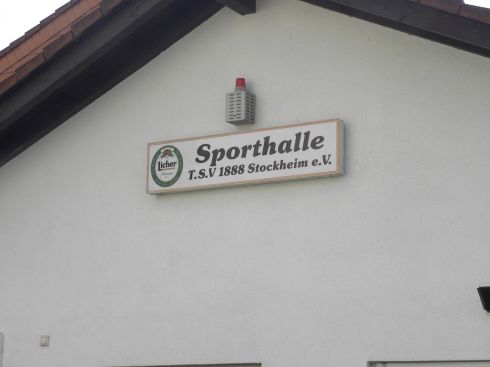 Licher
Sporthalle
T.S.V 1888 Stockheim e.V.